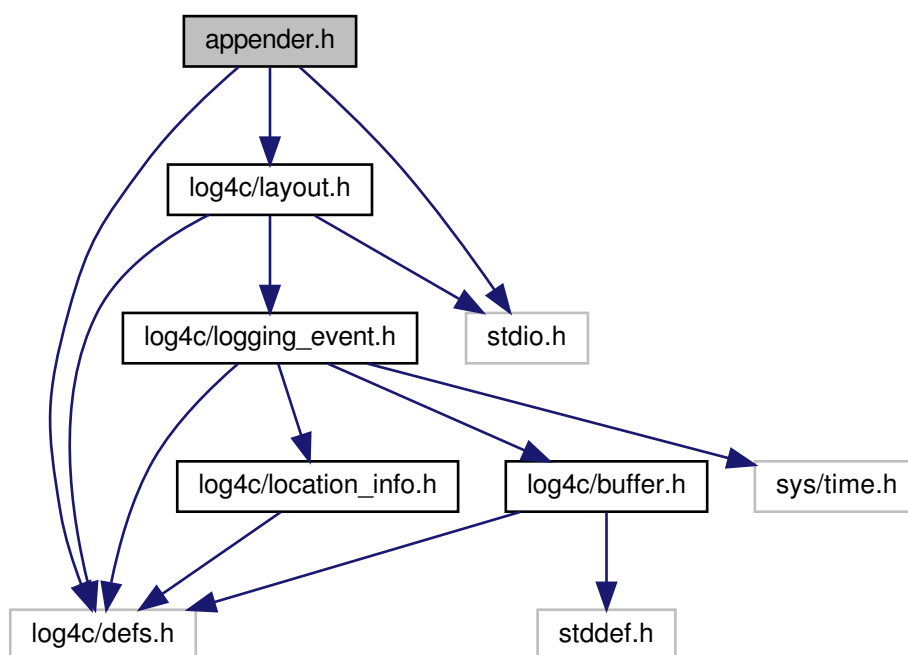 appender.h
log4c/layout.h
log4c/logging_event.h
stdio.h
log4c/location_info.h
log4c/buffer.h
sys/time.h
log4c/defs.h
stddef.h